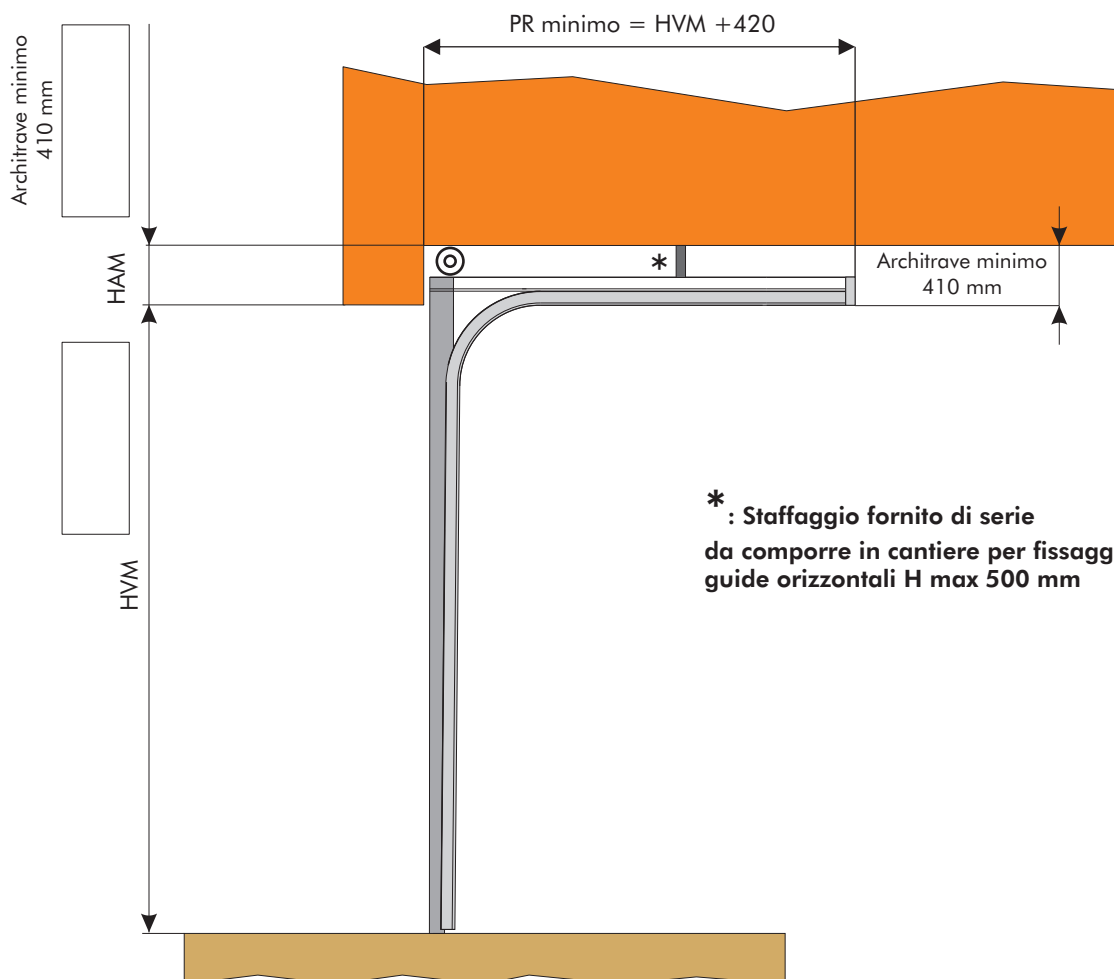 PR minimo = HVM +420
Architrave minimo
410 mm
HAM
*
Architrave minimo
410 mm
HVM
* : Staffaggio fornito di serie
da comporre in cantiere per fissagg
guide orizzontali H max 500 mm